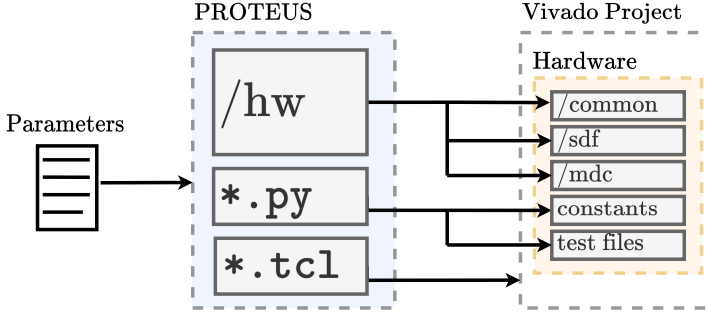 PROTEUS
Vivado Project
Hardware
Parameters
/hw
*.py
*.tcl
/common
/sdf
/mdc
constants
test files